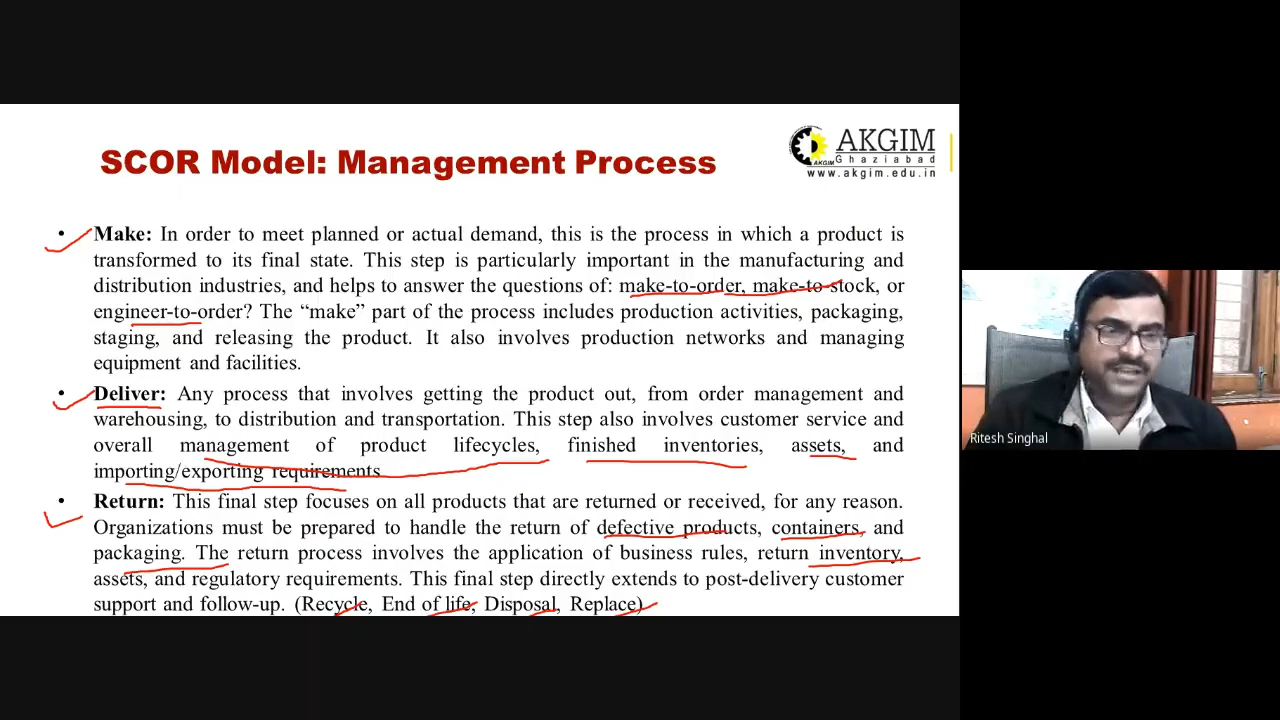 SCOR Model: Management Process
AKGIM
Ghaziabad
AKGIM
www.akgim.edu.in
• Make: In order to meet planned or actual demand, this is the process in which a product is
transformed to its final state. This step is particularly important in the manufacturing and
distribution industries, and helps to answer the questions of: make-to-order, make-to-stock, or
engineer-to-order? The “make” part of the process includes production activities, packaging,
staging, and releasing the product. It also involves production networks and managing
equipment and facilities.
• Deliver: Any process that involves getting the product out, from order management and
warehousing, to distribution and transportation. This step also involves customer service and
overall management of product lifecycles, finished inventories, assets, and
importing/exporting requirements
• Return: This final step focuses on all products that are returned or received, for any reason.
Organizations must be prepared to handle the return of defective products, containers, and
packaging. The return process involves the application of business rules, return inventory,
assets, and regulatory requirements. This final step directly extends to post-delivery customer
support and follow-up. (Recycle, End of life, Disposal, Replace)
Ritesh Singhal